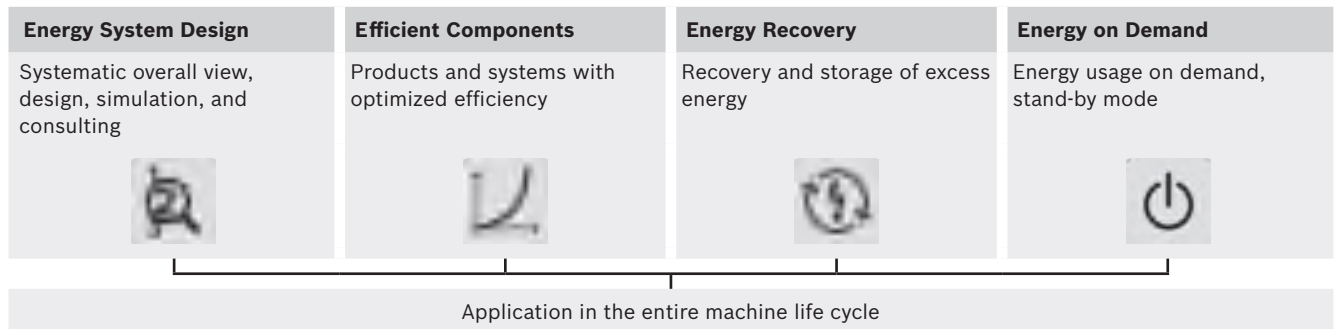 Energy System Design
Systematic overall view,
design, simulation, and
consulting
Efficient Components
Products and systems with
optimized efficiency
Energy Recovery
Recovery and storage of excess
energy
Energy on Demand
Energy usage on demand,
stand-by mode
Application in the entire machine life cycle